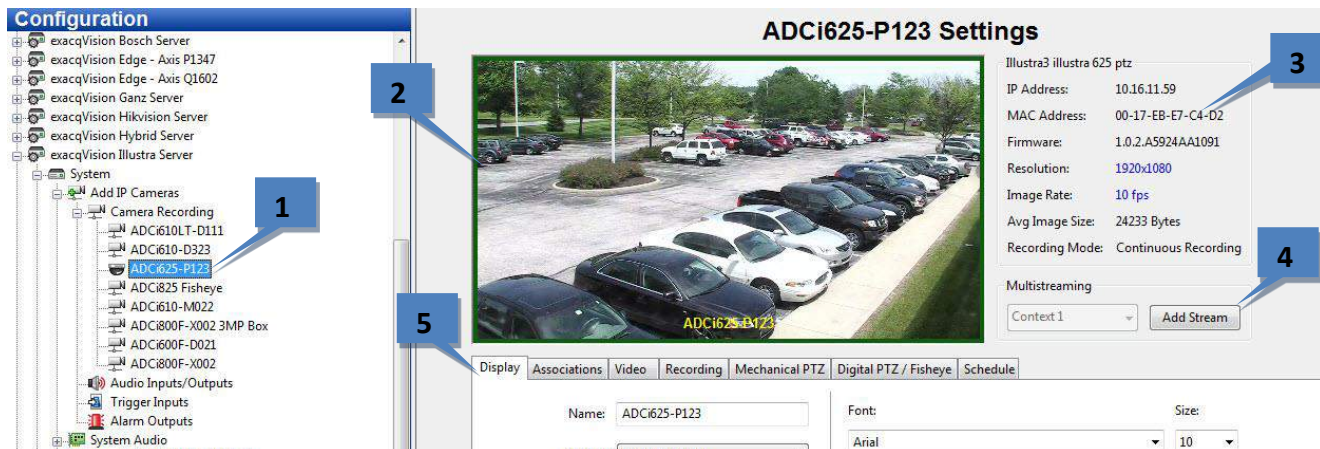 Configuration
exacqVision Bosch Server
exacqVision Edge - Axis P1347
exacqVision Edge - Axis Q1602
exacqVision Ganz Server
exacqVision Hikvision Server
exacqVision Hybrid Server
exacqVision Illustra Server
System
Add IP Cameras
Camera Recording
ADCi610LT-D111
ADCi610-D323
ADCi625-P123
ADCi825 Fisheye
ADCi610-M022
ADCi800F-X002 3MP Box
ADCi600F-D021
ADCi800F-X002
Audio Inputs/Outputs
Trigger Inputs
Alarm Outputs
System Audio
1
2
ADCi625-P123 Settings
ADCi625-P123
Illustra3 illustra 625 ptz
3
IP Address: 10.16.11.59
MAC Address: 00-17-EB-E7-C4-D2
Firmware: 1.0.2.A5924AA1091
Resolution: 1920x1080
Image Rate: 10 fps
Avg Image Size: 24233 Bytes
Recording Mode: Continuous Recording
4
Multistreaming
Context 1 Add Stream
5
Display Associations Video Recording Mechanical PTZ Digital PTZ / Fisheye Schedule
Name: ADCi625-P123 Font: Size:
Arial 10